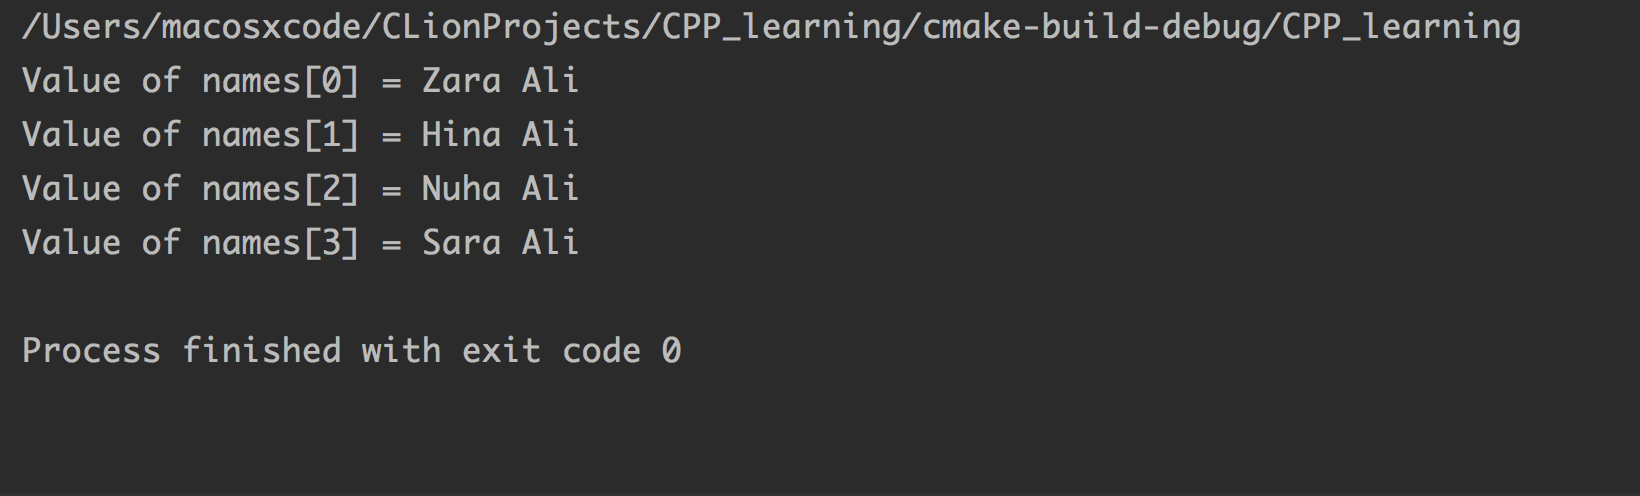 /Users/macosxcode/CLionProjects/CPP_learning/cmake-build-debug/CPP_learning
Value of names[0] = Zara Ali
Value of names[1] = Hina Ali
Value of names[2] = Nuha Ali
Value of names[3] = Sara Ali
Process finished with exit code 0